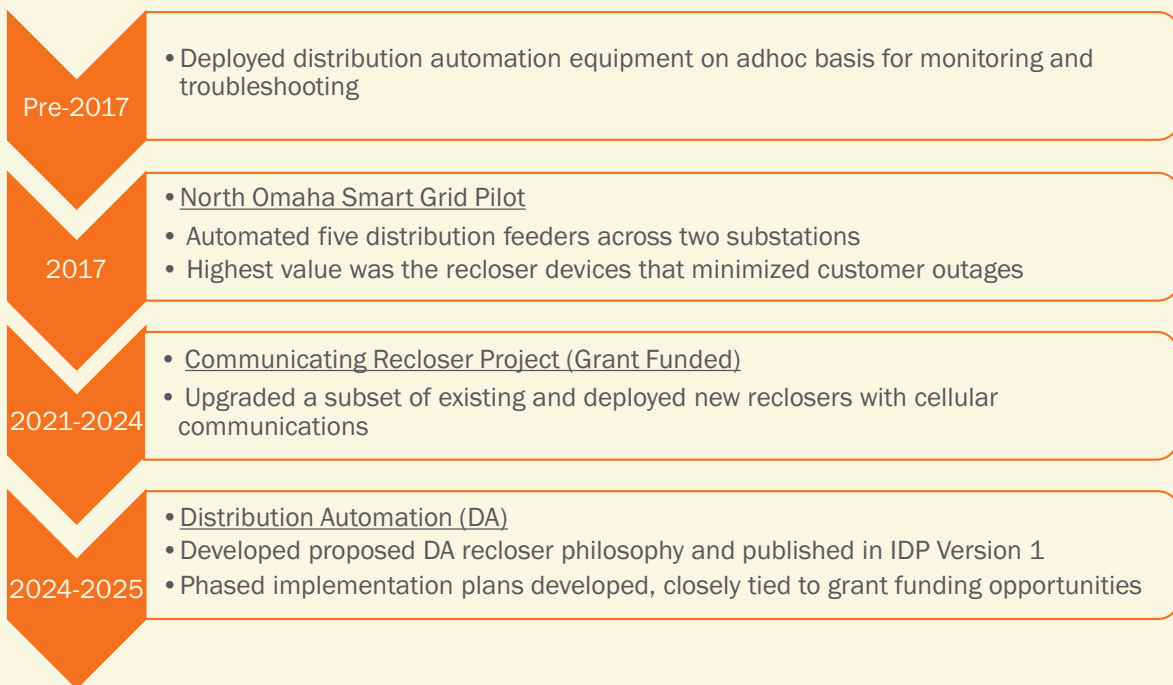 Pre-2017
• Deployed distribution automation equipment on adhoc basis for monitoring and
troubleshooting
2017
• North Omaha Smart Grid Pilot
• Automated five distribution feeders across two substations
• Highest value was the recloser devices that minimized customer outages
2021-2024
• Communicating Recloser Project (Grant Funded)
• Upgraded a subset of existing and deployed new reclosers with cellular
communications
2024-2025
• Distribution Automation (DA)
• Developed proposed DA recloser philosophy and published in IDP Version 1
• Phased implementation plans developed, closely tied to grant funding opportunities